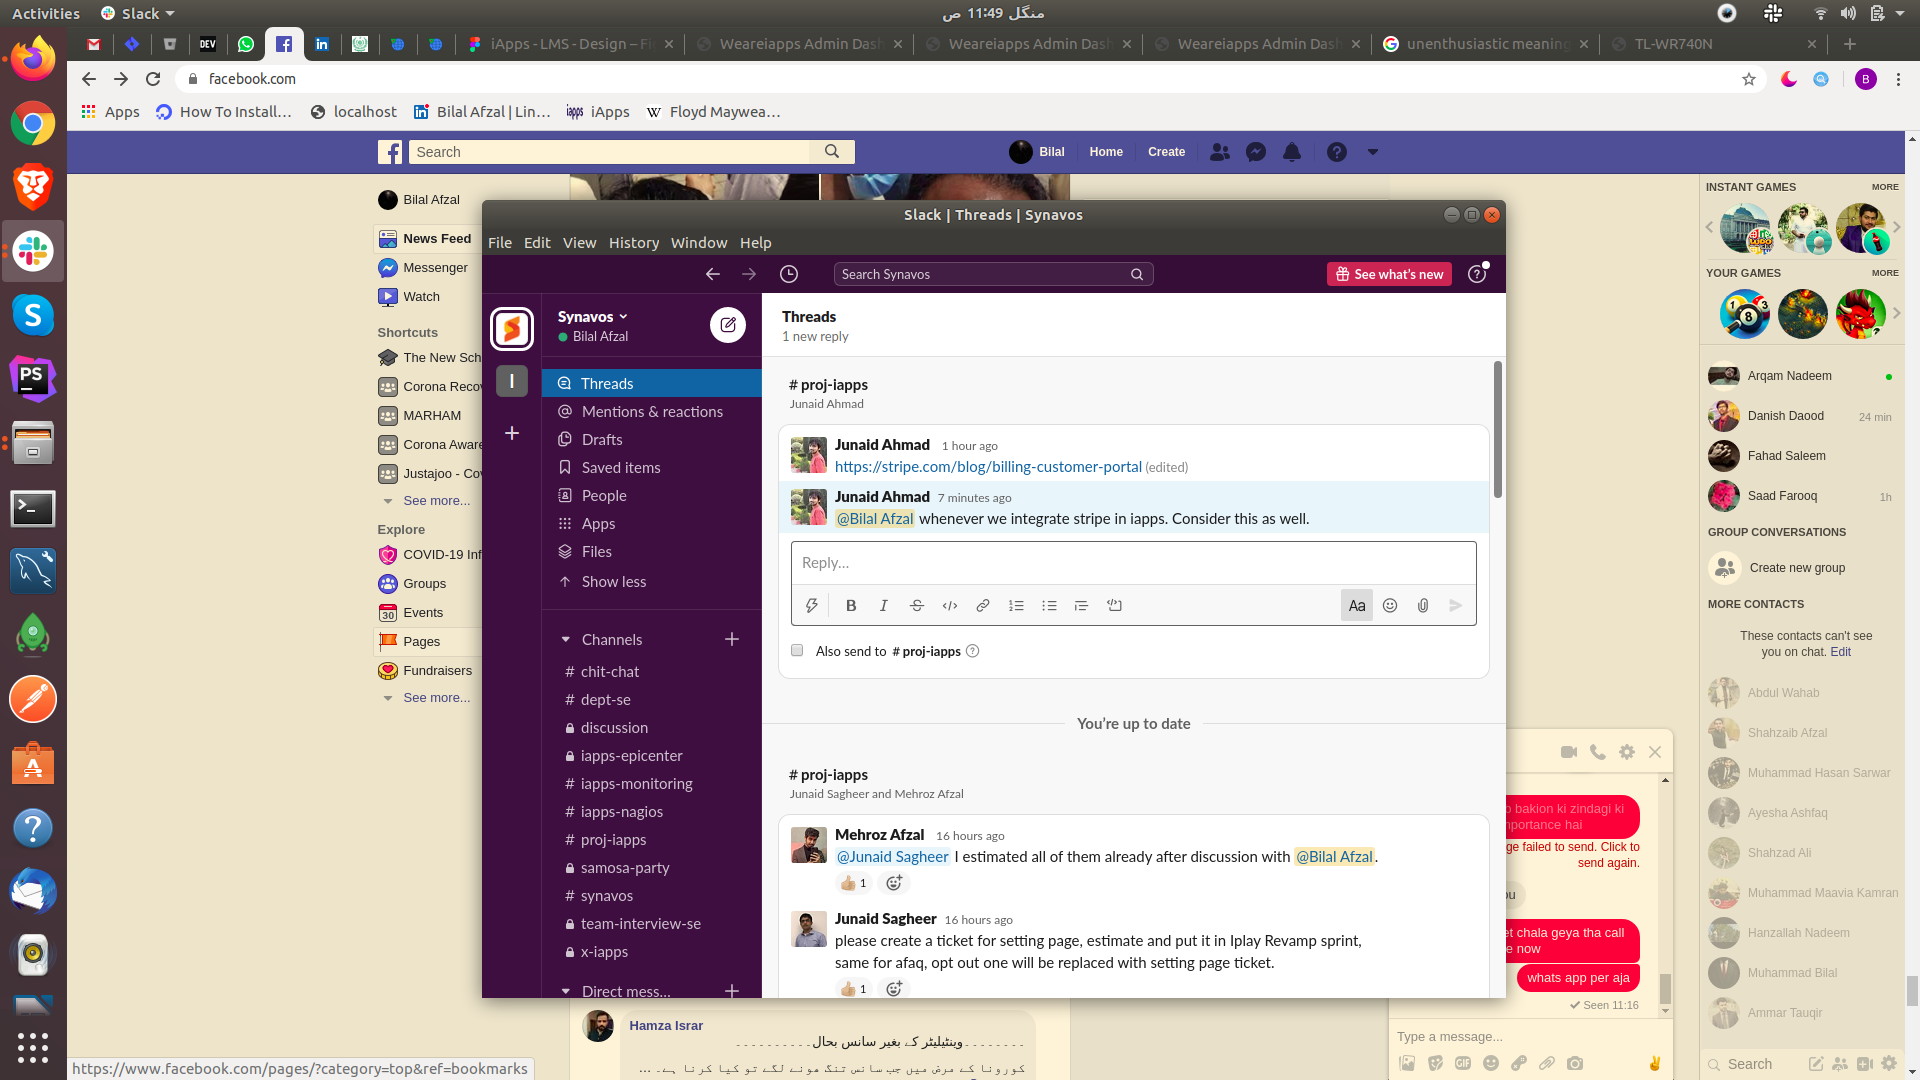 Activities
Slack
منگل 11:49 ص
iApps - LMS - Design – Fi
Weareiapps Admin Dash
Weareiapps Admin Dash
Weareiapps Admin Dash
unenthusiastic meaning
TL-WR740N
facebook.com
B
Apps
How To Install...
localhost
Bilal Afzal | Lin...
iApps
Floyd Maywea...
Search
Bilal
Home
Create
Bilal Afzal
News Feed
Messenger
Watch
Shortcuts
The New Sch
Corona Reco
MARHAM
Corona Aware
Justajoo - Co
See more...
Explore
COVID-19 Inf
Groups
Events
Pages
Fundraisers
See more...
Slack | Threads | Synavos
File Edit View History Window Help
Search Synavos
See what's new
Synavos
Bilal Afzal
I
Threads
Mentions & reactions
Drafts
Saved items
People
Apps
Files
Show less
Channels
# chit-chat
# dept-se
discussion
iapps-epicenter
# iapps-monitoring
# iapps-nagios
# proj-iapps
samosa-party
# synavos
team-interview-se
x-iapps
Direct mess...
Threads
1 new reply
# proj-iapps
Junaid Ahmad
Junaid Ahmad 1 hour ago
https://stripe.com/blog/billing-customer-portal (edited)
Junaid Ahmad 7 minutes ago
@Bilal Afzal whenever we integrate stripe in iapps. Consider this as well.
Reply...
Aa
Also send to # proj-iapps
You're up to date
# proj-iapps
Junaid Sagheer and Mehroz Afzal
Mehroz Afzal 16 hours ago
@Junaid Sagheer I estimated all of them already after discussion with @Bilal Afzal.
1
Junaid Sagheer 16 hours ago
please create a ticket for setting page, estimate and put it in Iplay Revamp sprint,
same for afaq, opt out one will be replaced with setting page ticket.
1
Hamza Israr
۔۔۔۔۔۔۔۔وینٹیلیٹر کے بغیر سانس بحال۔۔۔۔۔۔۔۔۔۔
کورونا کے مرض میں جب سانس تنگ ہونے لگے تو کیا کرنا ہے۔ ...
https://www.facebook.com/pages/?category=top&ref=bookmarks
INSTANT GAMES
MORE
YOUR GAMES
MORE
Arqam Nadeem
Danish Daood 24 min
Fahad Saleem
Saad Farooq 1h
GROUP CONVERSATIONS
Create new group
MORE CONTACTS
These contacts can't see
you on chat. Edit
Abdul Wahab
Shahzaib Afzal
Muhammad Hasan Sarwar
Ayesha Ashfaq
Shahzad Ali
Muhammad Maavia Kamran
Hanzallah Nadeem
Muhammad Bilal
Ammar Tauqir
Search
bakion ki zindagi ki
mportance hai
ge failed to send. Click to
send again.
ou
et chala geya tha call
e now
whats app per aja
Seen 11:16
Type a message...
GIF